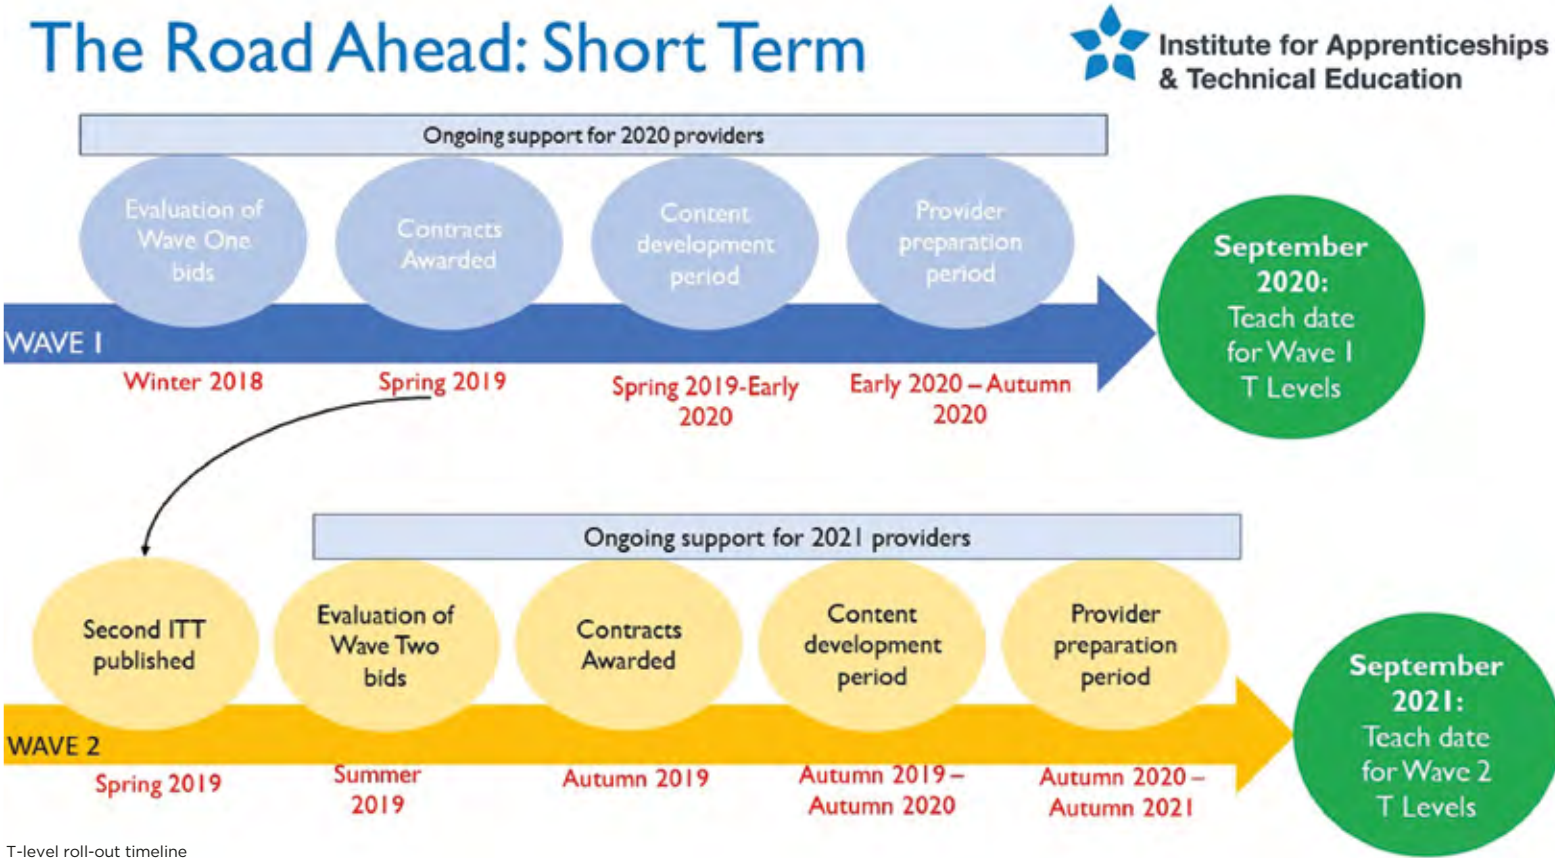 The Road Ahead: Short Term
Institute for Apprenticeships
& Technical Education
Ongoing support for 2020 providers
Evaluation of
Wave One
bids
Contracts
Awarded
Content
development
period
Provider
preparation
period
September
2020:
Teach date
for Wave 1
T Levels
WAVE 1
Winter 2018
Spring 2019
Spring 2019-Early
2020
Early 2020 – Autumn
2020
Ongoing support for 2021 providers
Second ITT
published
Evaluation of
Wave Two
bids
Contracts
Awarded
Content
development
period
Provider
preparation
period
September
2021:
Teach date
for Wave 2
T Levels
WAVE 2
Spring 2019
Summer
2019
Autumn 2019
Autumn 2019 –
Autumn 2020
Autumn 2020 –
Autumn 2021
T-level roll-out timeline